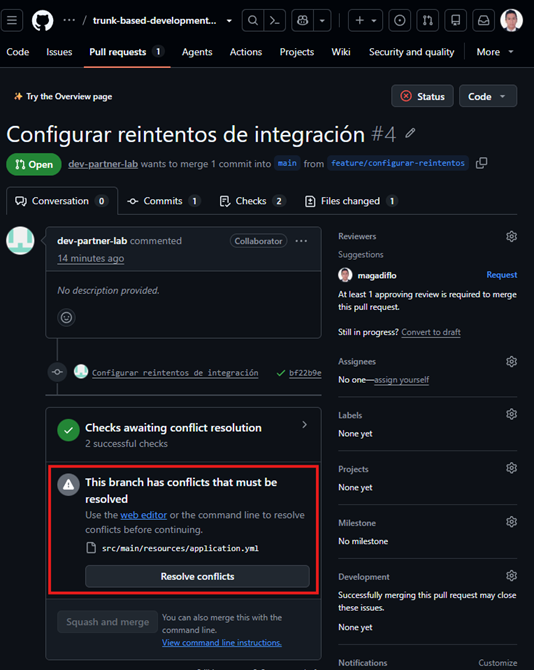 trunk-based-development...
Code
Issues
Pull requests 1
Agents
Actions
Projects
Wiki
Security and quality
More
Try the Overview page
Status
Code
Configurar reintentos de integración #4
Open
dev-partner-lab wants to merge 1 commit into main from feature/configurar-reintentos
Conversation 0
Commits 1
Checks 2
Files changed 1
dev-partner-lab commented
Collaborator
14 minutes ago
No description provided.
Configurar reintentos de integración
bf22b9e
Checks awaiting conflict resolution
2 successful checks
This branch has conflicts that must be
resolved
Use the web editor or the command line to resolve
conflicts before continuing.
src/main/resources/application.yml
Resolve conflicts
Squash and merge
You can also merge this with the
command line.
View command line instructions.
Reviewers
Suggestions
magadiflo
Request
At least 1 approving review is required to merge
this pull request.
Still in progress? Convert to draft
Assignees
No one—assign yourself
Labels
None yet
Projects
None yet
Milestone
No milestone
Development
Successfully merging this pull request may close
these issues.
None yet
Notifications
Customize